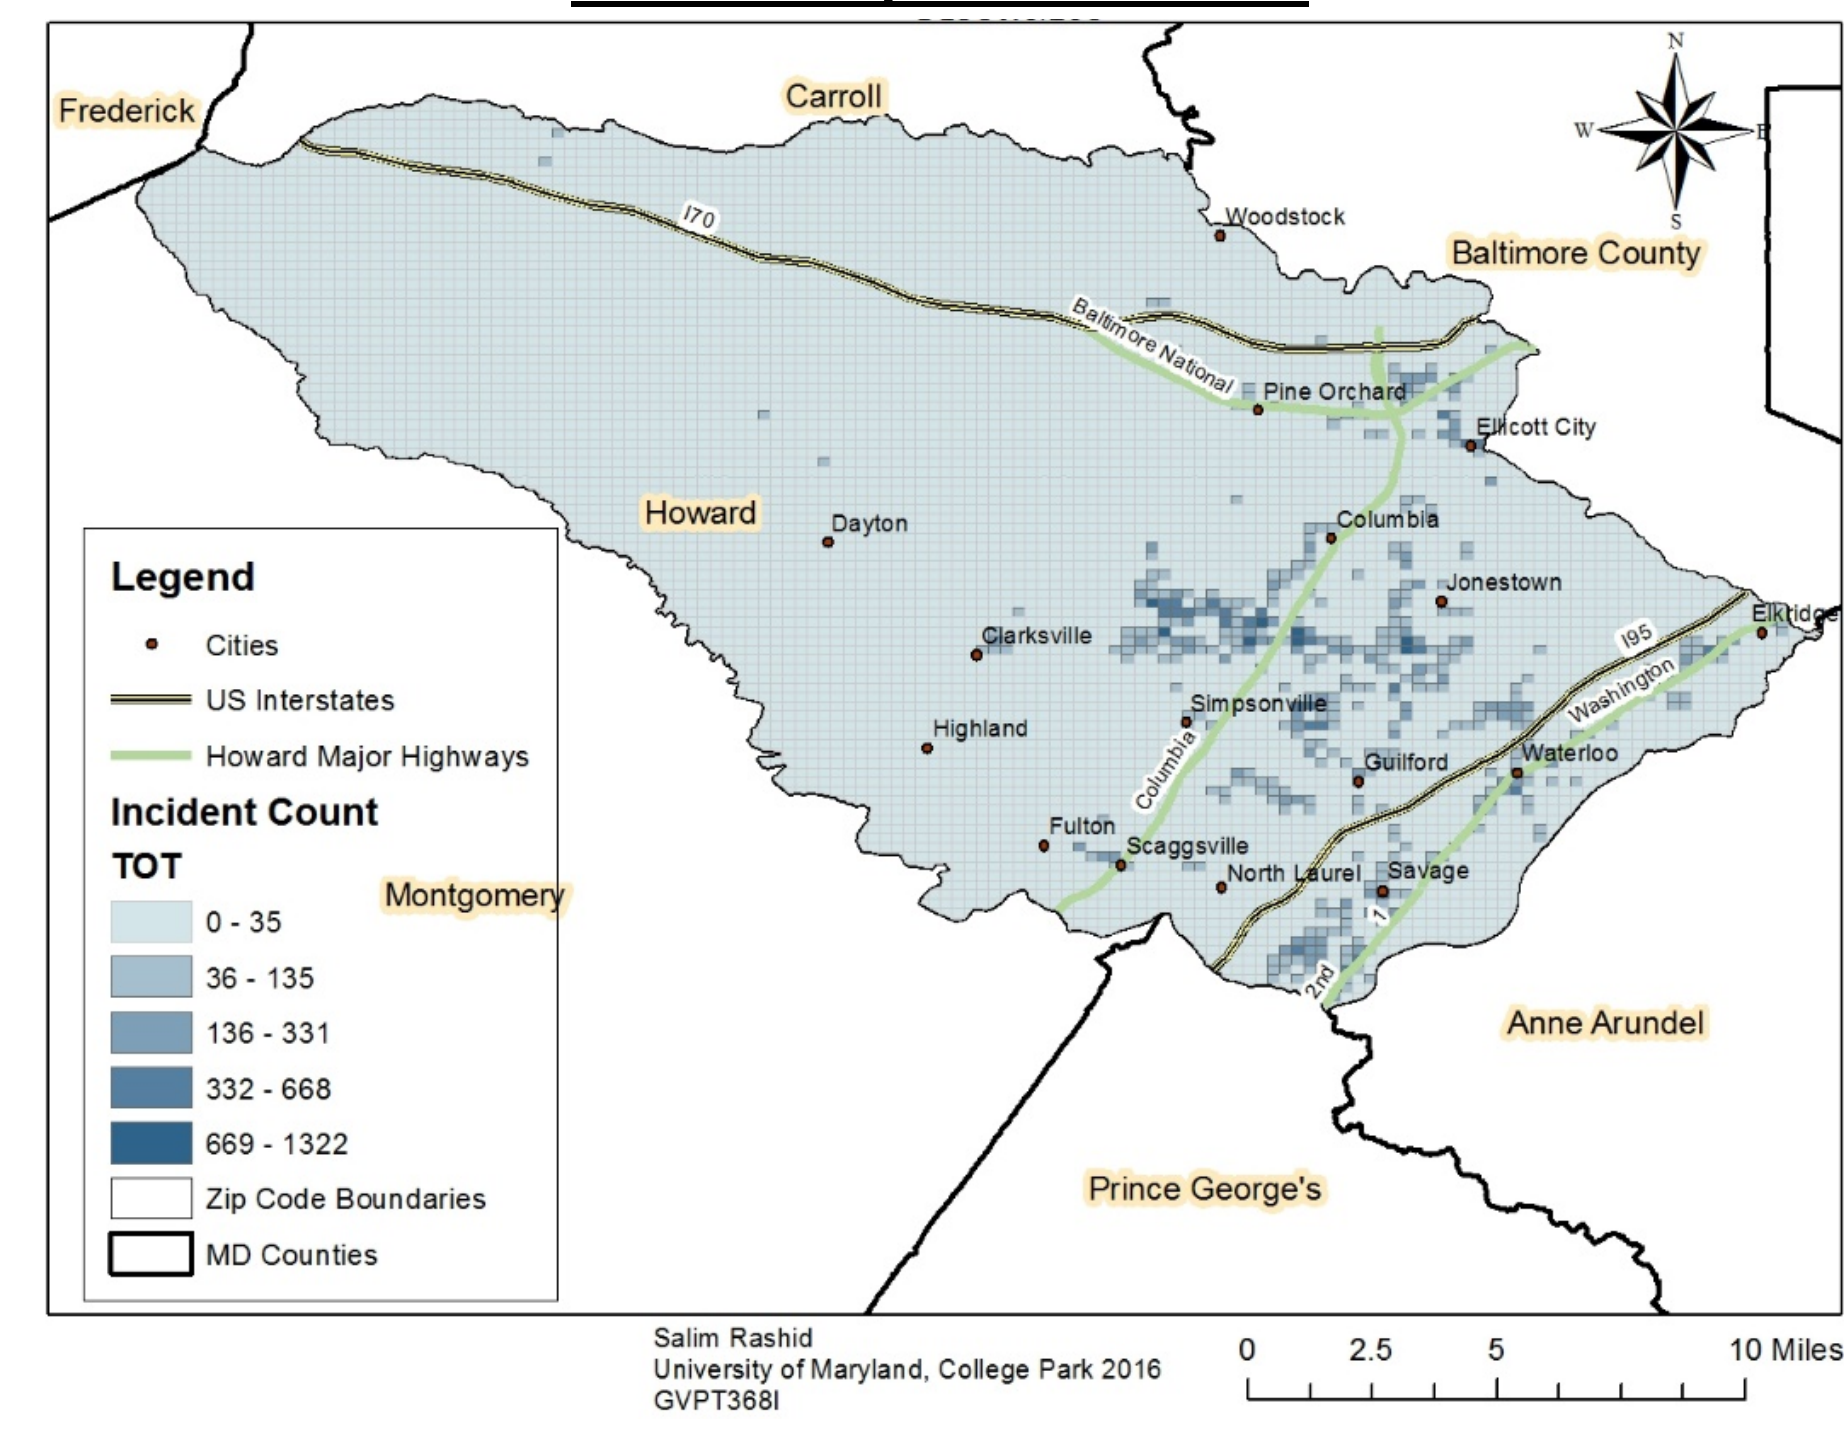 N
W
E
S
Frederick
Carroll
Woodstock
Baltimore County
I70
Baltimore National
Pine Orchard
Ellicott City
Howard
Dayton
Columbia
Jonestown
Elkridge
I95
Washington
Clarksville
Simpsonville
Highland
Columbia
Guilford
Waterloo
Fulton
Scaggsville
North Laurel
Savage
1
2nd
Montgomery
Anne Arundel
Prince George's
Legend
Cities
US Interstates
Howard Major Highways
Incident Count
TOT
0 - 35
36 - 135
136 - 331
332 - 668
669 - 1322
Zip Code Boundaries
MD Counties
Salim Rashid
University of Maryland, College Park 2016
GVPT368I
0 2.5 5 10 Miles